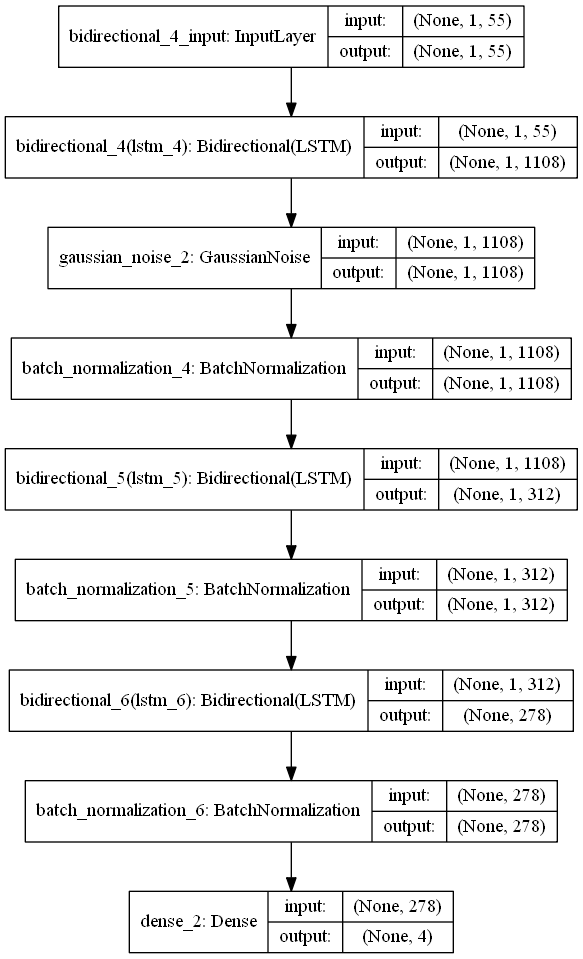 bidirectional_4_input: InputLayer
input: (None, 1, 55)
output: (None, 1, 55)
bidirectional_4(lstm_4): Bidirectional(LSTM)
input: (None, 1, 55)
output: (None, 1, 1108)
gaussian_noise_2: GaussianNoise
input: (None, 1, 1108)
output: (None, 1, 1108)
batch_normalization_4: BatchNormalization
input: (None, 1, 1108)
output: (None, 1, 1108)
bidirectional_5(lstm_5): Bidirectional(LSTM)
input: (None, 1, 1108)
output: (None, 1, 312)
batch_normalization_5: BatchNormalization
input: (None, 1, 312)
output: (None, 1, 312)
bidirectional_6(lstm_6): Bidirectional(LSTM)
input: (None, 1, 312)
output: (None, 278)
batch_normalization_6: BatchNormalization
input: (None, 278)
output: (None, 278)
dense_2: Dense
input: (None, 278)
output: (None, 4)